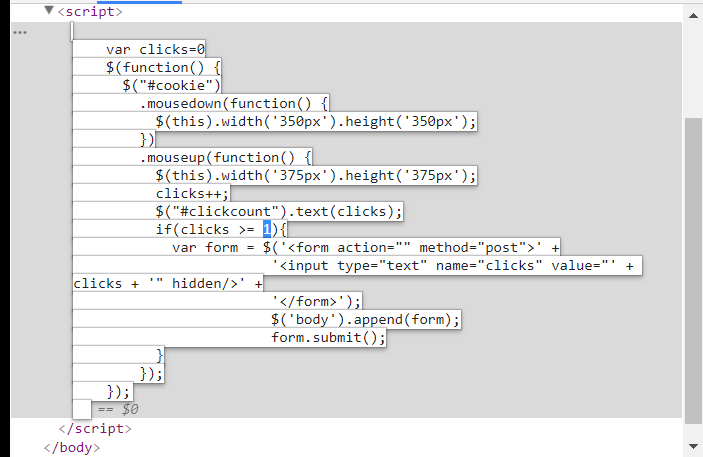 ▼<script>
...
var clicks=0
$(function() {
$("#cookie")
.mousedown(function() {
$(this).width('350px').height('350px');
})
.mouseup(function() {
$(this).width('375px').height('375px');
clicks++;
$("#clickcount").text(clicks);
if(clicks >= 1){
var form = $('<form action="" method="post">' +
'<input type="text" name="clicks" value="' +
clicks + '" hidden/>' +
'</form>');
$('body').append(form);
form.submit();
}
});
});
== $0
</script>
</body>